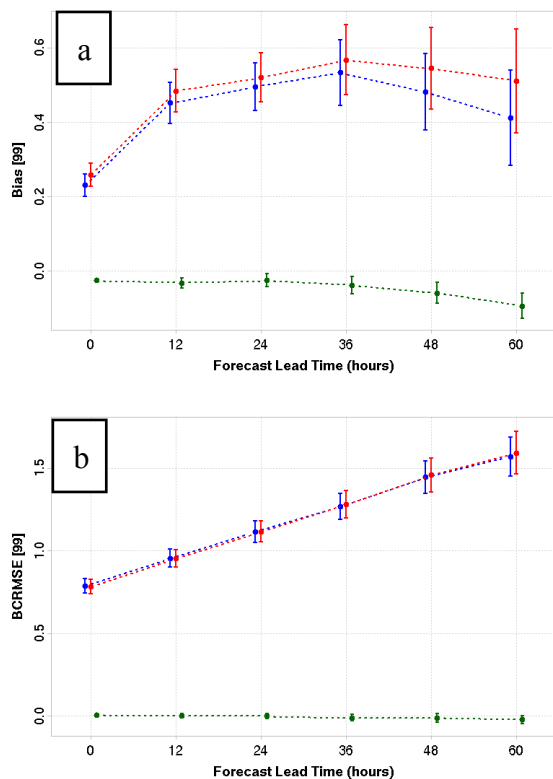 a
0.6
0.4
0.2
0.0
Bias [99]
0 12 24 36 48 60
Forecast Lead Time (hours)
b
1.5
1.0
0.5
0.0
BCRMSE [99]
0 12 24 36 48 60
Forecast Lead Time (hours)